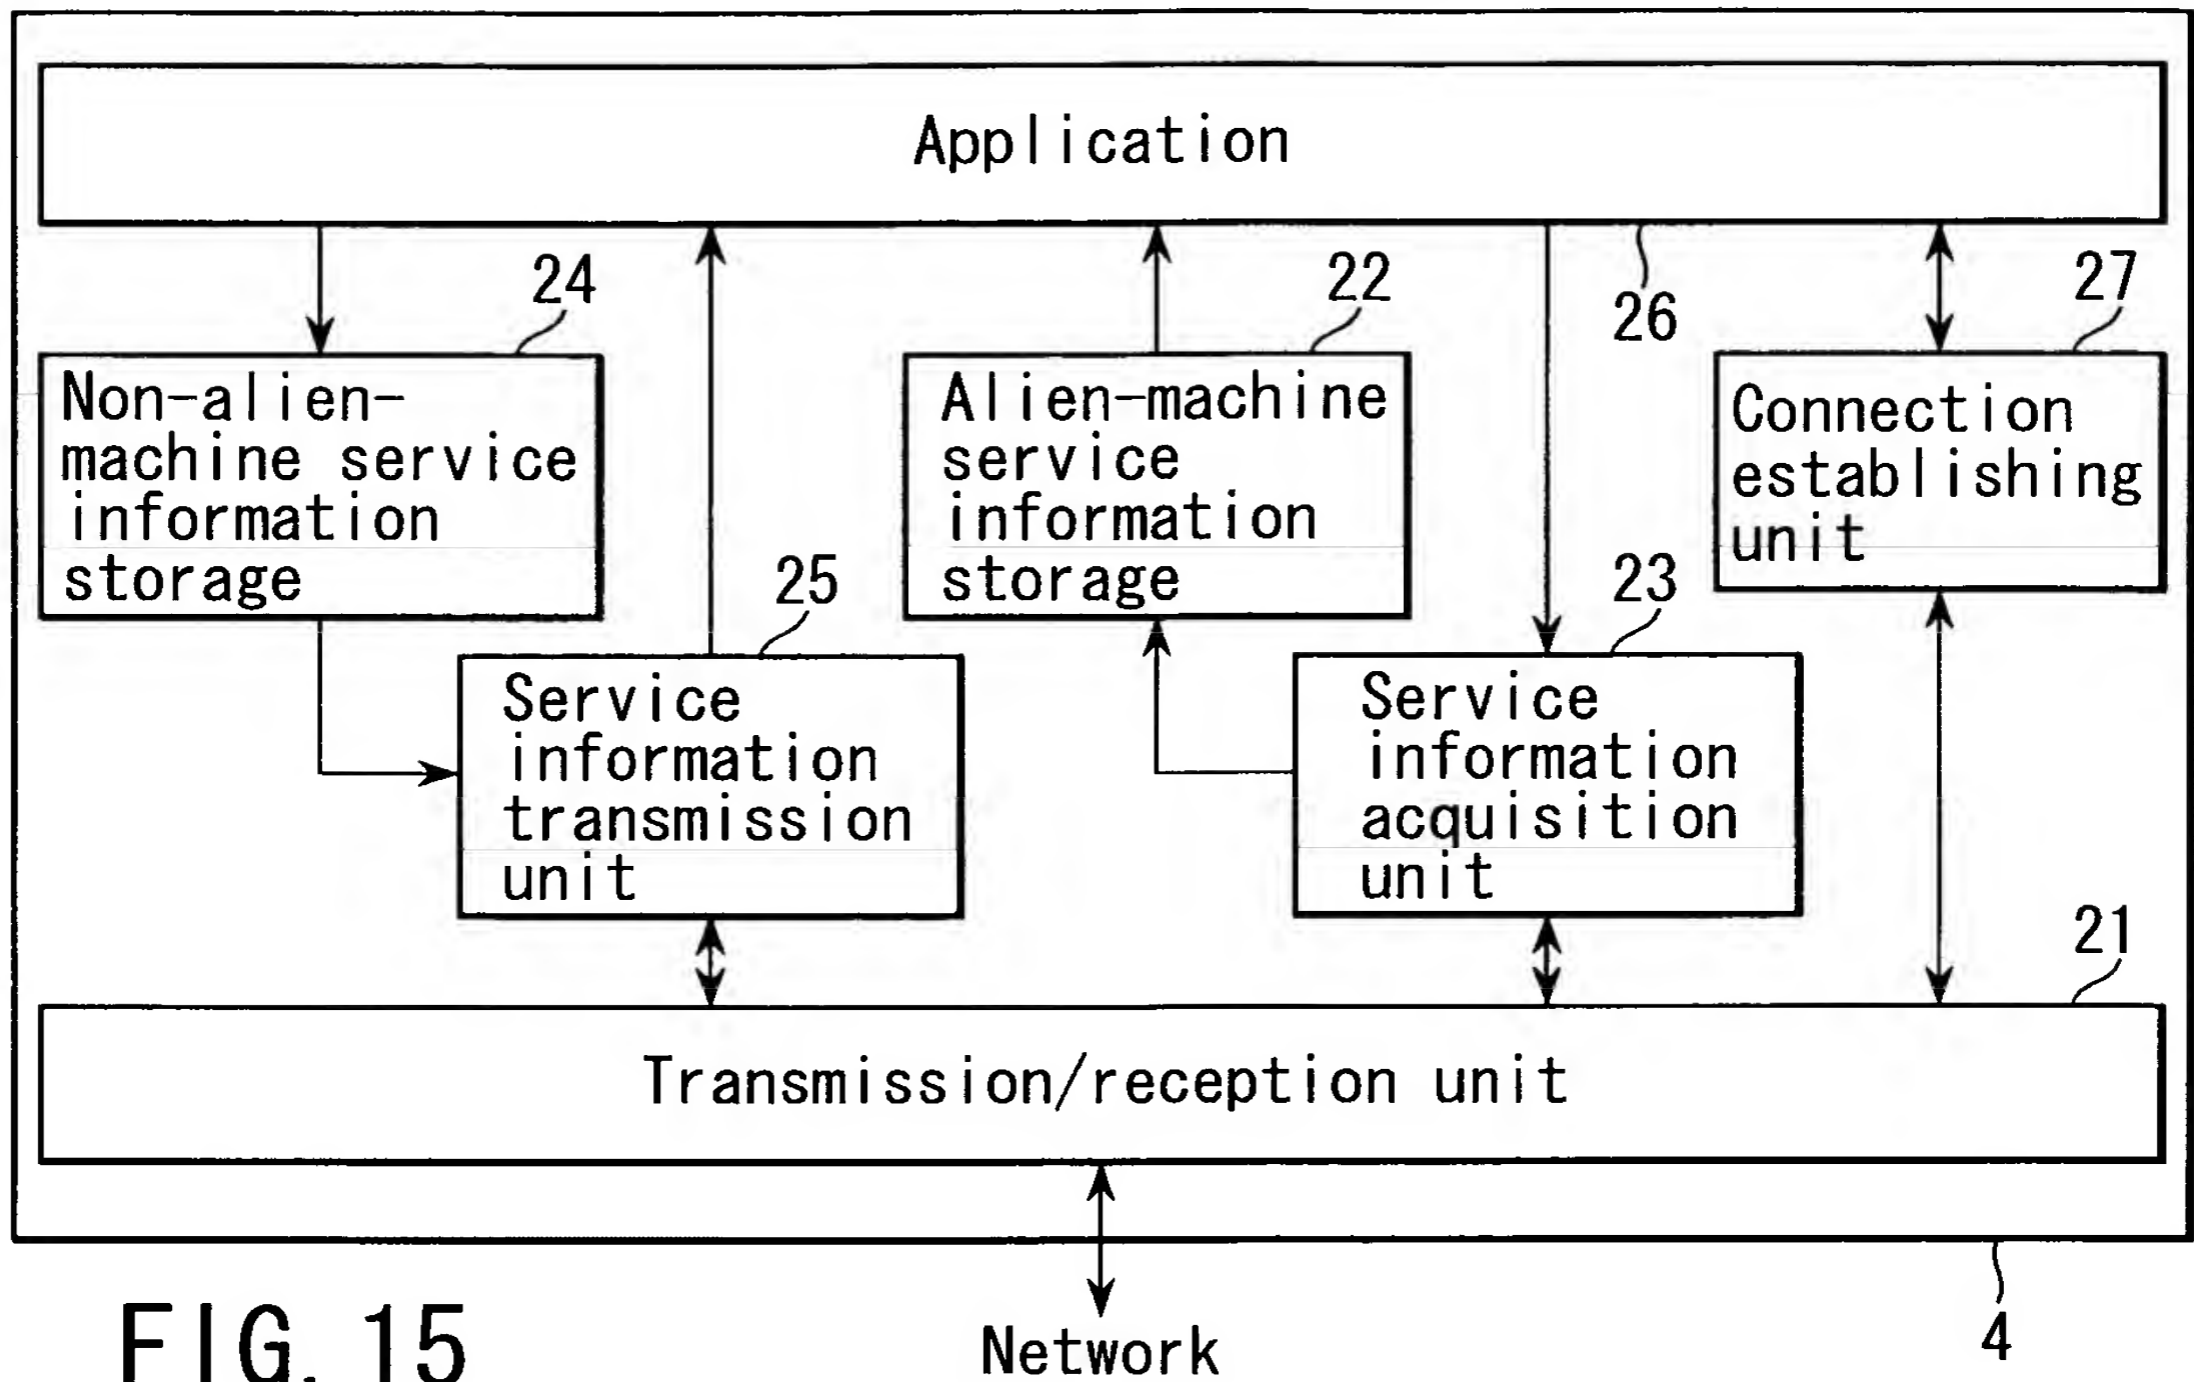 Application
24
22
26
27
Non-alien-
machine service
information
storage
Alien-machine
service
information
storage
Connection
establishing
unit
25
23
Service
information
transmission
unit
Service
information
acquisition
unit
21
Transmission/reception unit
4
Network
FIG. 15